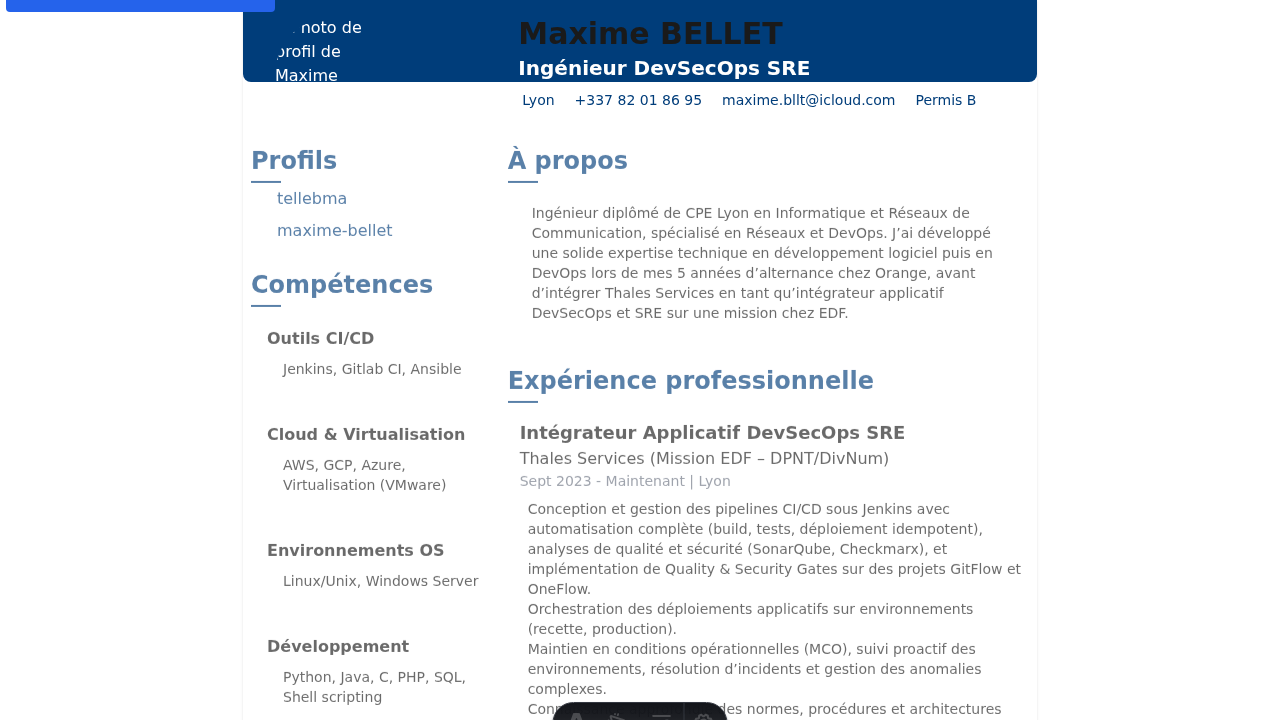 noto de
profil de
Maxime
Maxime BELLET
Ingénieur DevSecOps SRE
Lyon +337 82 01 86 95 maxime.bllt@icloud.com Permis B
Profils
tellebma
maxime-bellet
Compétences
Outils CI/CD
Jenkins, Gitlab CI, Ansible
Cloud & Virtualisation
AWS, GCP, Azure,
Virtualisation (VMware)
Environnements OS
Linux/Unix, Windows Server
Développement
Python, Java, C, PHP, SQL,
Shell scripting
À propos
Ingénieur diplômé de CPE Lyon en Informatique et Réseaux de
Communication, spécialisé en Réseaux et DevOps. J’ai développé
une solide expertise technique en développement logiciel puis en
DevOps lors de mes 5 années d’alternance chez Orange, avant
d’intégrer Thales Services en tant qu’intégrateur applicatif
DevSecOps et SRE sur une mission chez EDF.
Expérience professionnelle
Intégrateur Applicatif DevSecOps SRE
Thales Services (Mission EDF – DPNT/DivNum)
Sept 2023 - Maintenant | Lyon
Conception et gestion des pipelines CI/CD sous Jenkins avec
automatisation complète (build, tests, déploiement idempotent),
analyses de qualité et sécurité (SonarQube, Checkmarx), et
implémentation de Quality & Security Gates sur des projets GitFlow et
OneFlow.
Orchestration des déploiements applicatifs sur environnements
(recette, production).
Maintien en conditions opérationnelles (MCO), suivi proactif des
environnements, résolution d’incidents et gestion des anomalies
complexes.
des normes, procédures et architectures